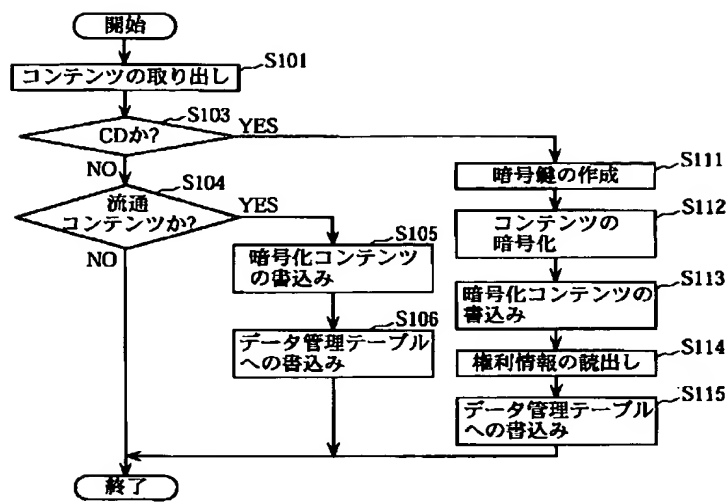 開始
コンテンツの取り出し
S101
CDか?
S103
YES
NO
流通
コンテンツか?
S104
YES
NO
暗号化コンテンツ
の書込み
S105
データ管理テーブル
への書込み
S106
暗号鍵の作成
S111
コンテンツの
暗号化
S112
暗号化コンテンツの
書込み
S113
権利情報の読出し
S114
データ管理テーブル
への書込み
S115
終了